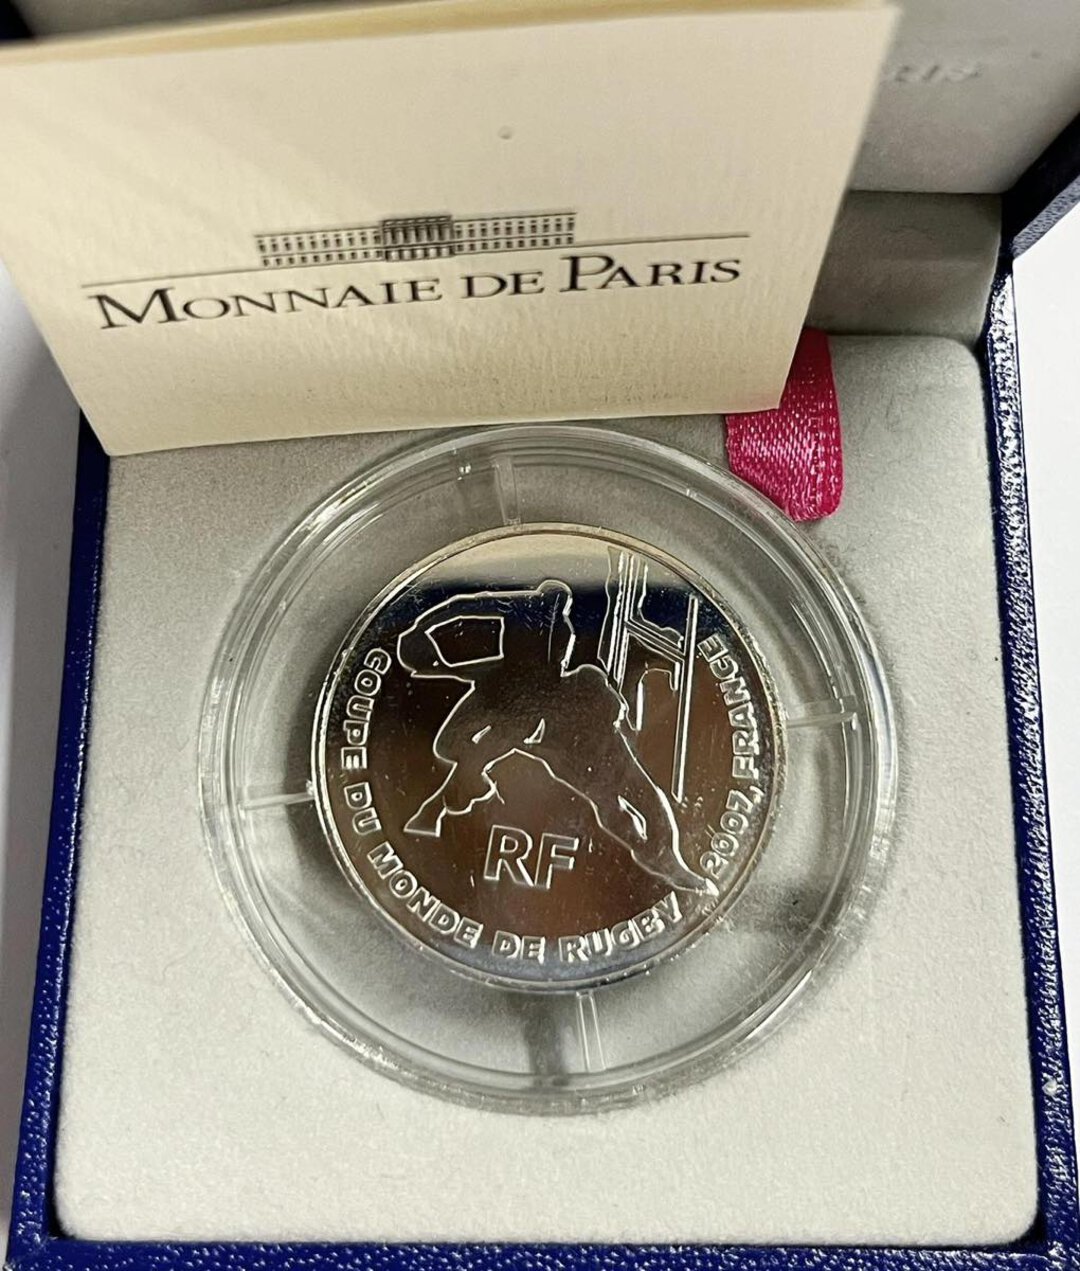 MONNAIE DE PARIS
RF
COUPE DU MONDE DE RUGBY 2007, FRANCE